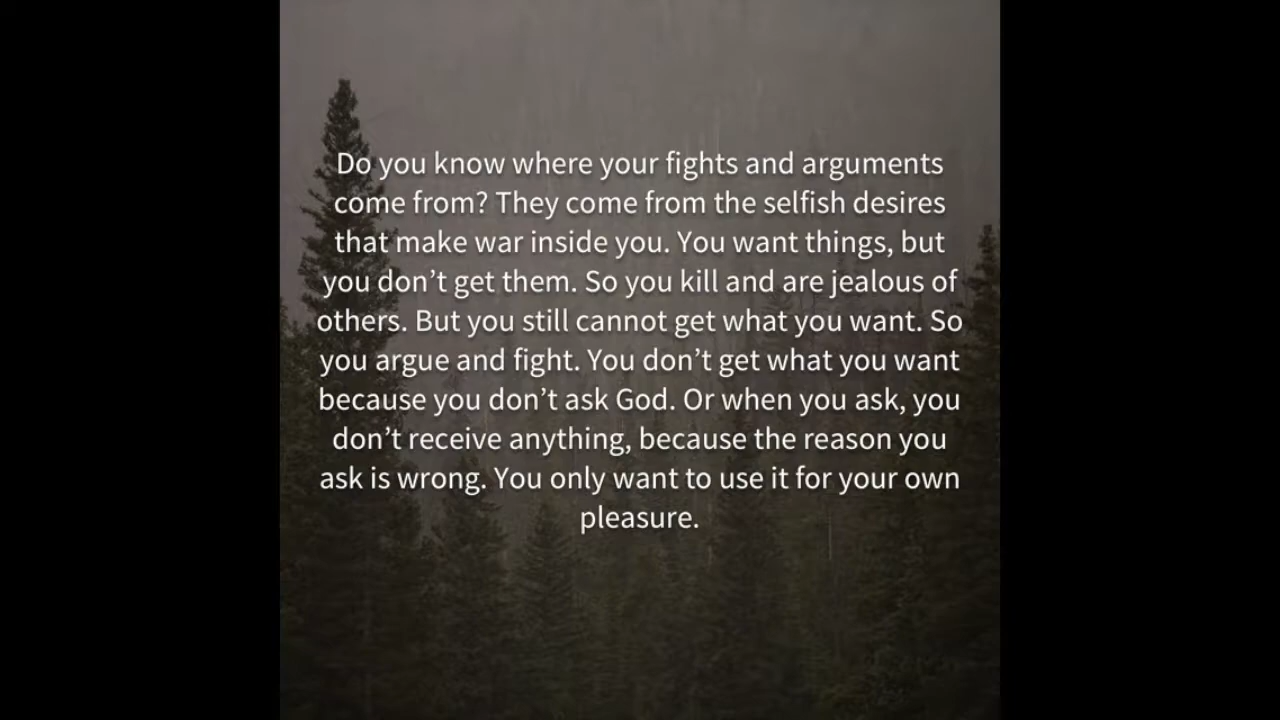 Do you know where your fights and arguments
come from? They come from the selfish desires
that make war inside you. You want things, but
you don’t get them. So you kill and are jealous of
others. But you still cannot get what you want. So
you argue and fight. You don’t get what you want
because you don’t ask God. Or when you ask, you
don’t receive anything, because the reason you
ask is wrong. You only want to use it for your own
pleasure.